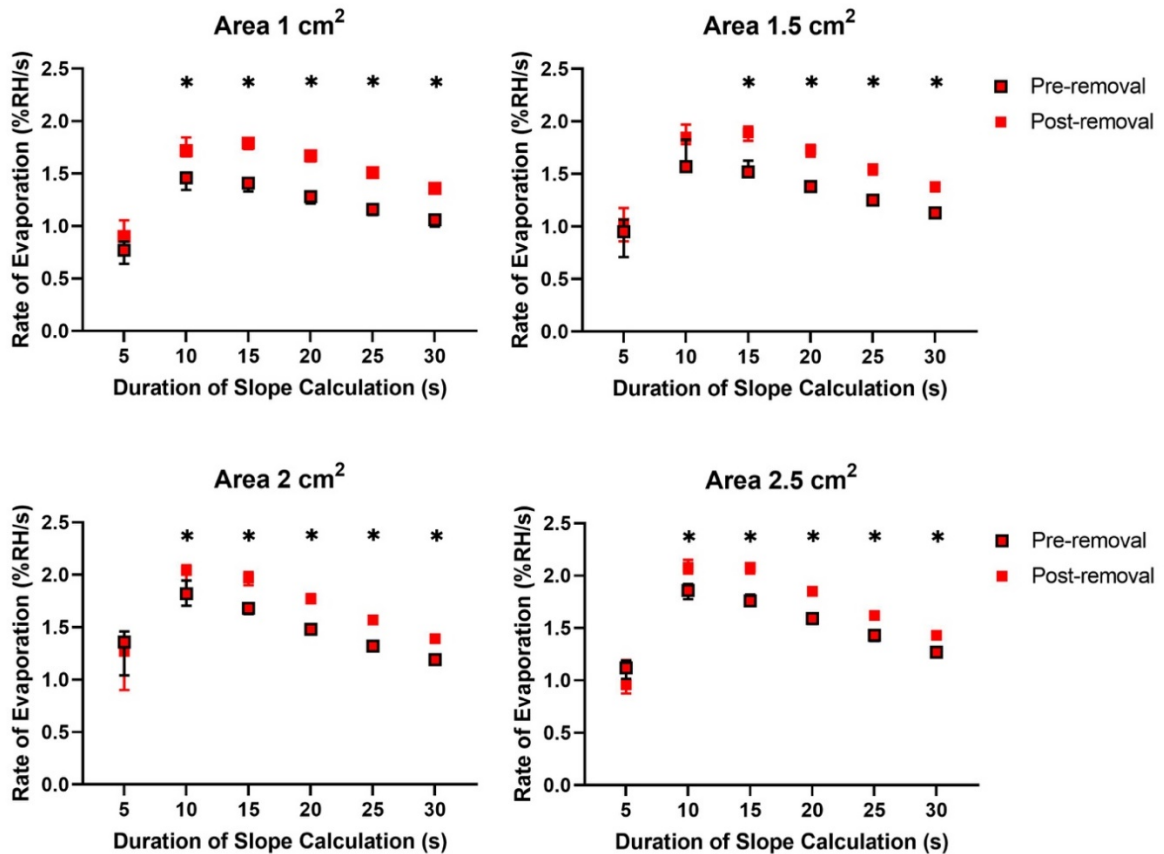 Area 1 cm²
Rate of Evaporation (%RH/s)
2.5
2.0
1.5
1.0
0.5
0.0
* * * * *
5 10 15 20 25 30
Duration of Slope Calculation (s)
Area 1.5 cm²
Rate of Evaporation (%RH/s)
2.5
2.0
1.5
1.0
0.5
0.0
* * * *
5 10 15 20 25 30
Duration of Slope Calculation (s)
Pre-removal
Post-removal
Area 2 cm²
Rate of Evaporation (%RH/s)
2.5
2.0
1.5
1.0
0.5
0.0
* * * * *
5 10 15 20 25 30
Duration of Slope Calculation (s)
Area 2.5 cm²
Rate of Evaporation (%RH/s)
2.5
2.0
1.5
1.0
0.5
0.0
* * * * *
5 10 15 20 25 30
Duration of Slope Calculation (s)
Pre-removal
Post-removal